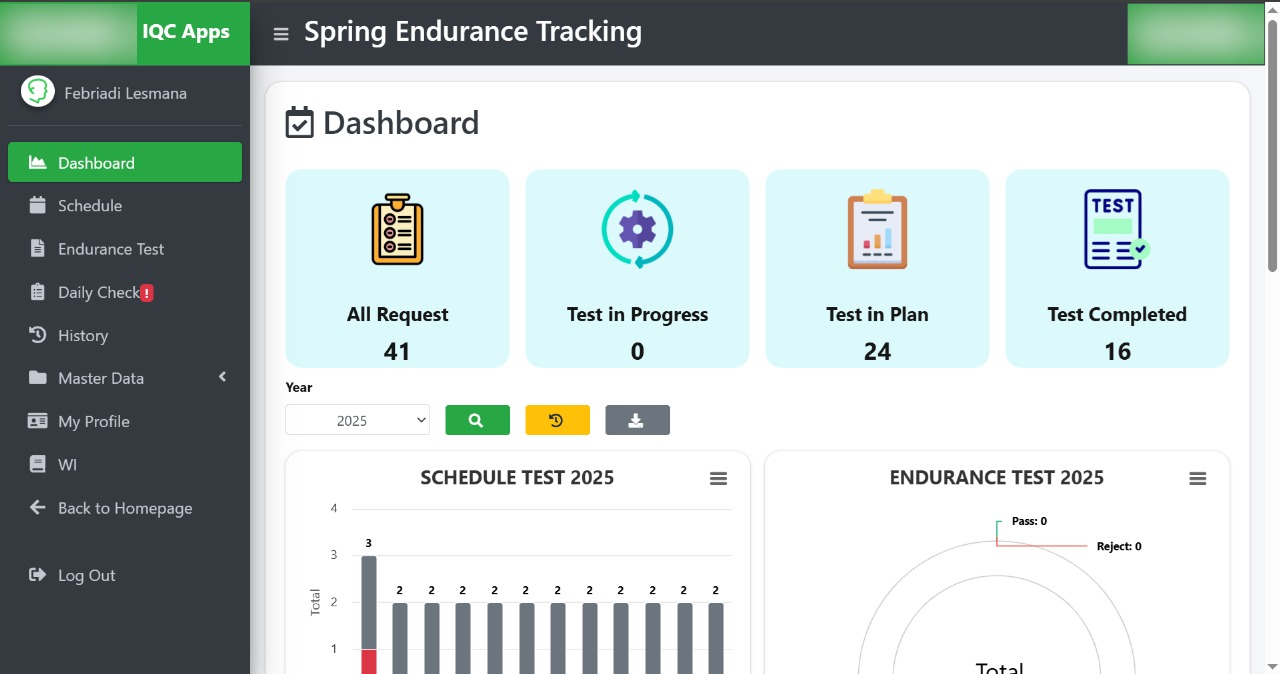 IQC Apps
Spring Endurance Tracking
Febriadi Lesmana
Dashboard
Schedule
Endurance Test
Daily Check!
History
Master Data
My Profile
WI
Back to Homepage
Log Out
Dashboard
TEST
All Request
Test in Progress
Test in Plan
Test Completed
41
0
24
16
Year
2025
SCHEDULE TEST 2025
4
3
2
1
Total
3
2
2
2
2
2
2
2
2
2
2
2
ENDURANCE TEST 2025
Pass: 0
Reject: 0
Total